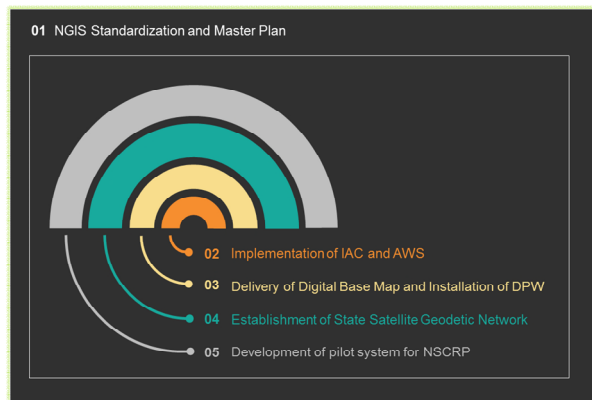 01 NGIS Standardization and Master Plan
02 Implementation of IAC and AWS
03 Delivery of Digital Base Map and Installation of DPW
04 Establishment of State Satellite Geodetic Network
05 Development of pilot system for NSCRP